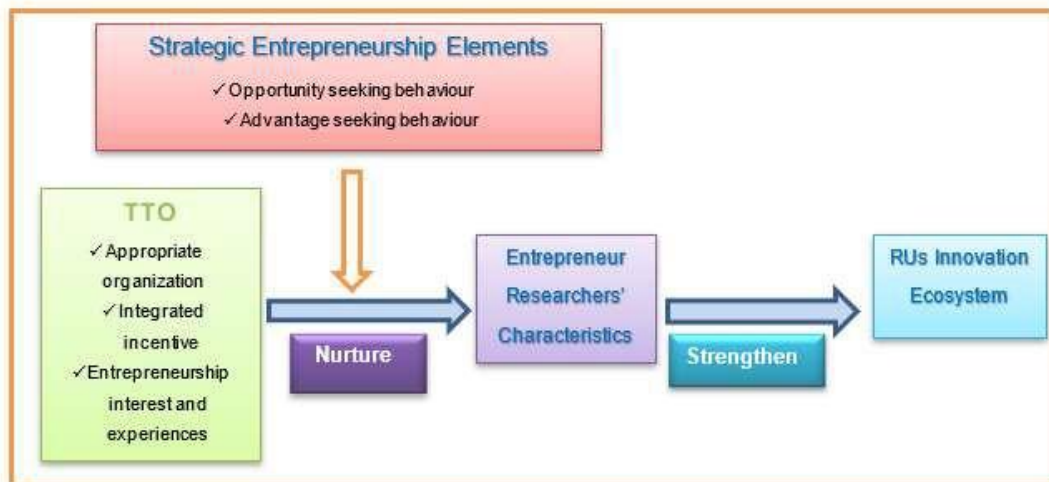 Strategic Entrepreneurship Elements
✓Opportunity seeking behaviour
✓Advantage seeking behaviour
TTO
✓Appropriate
organization
✓Integrated
incentive
✓Entrepreneurship
interest and
experiences
Nurture
Entrepreneur
Researchers'
Characteristics
Strengthen
RUs Innovation
Ecosystem